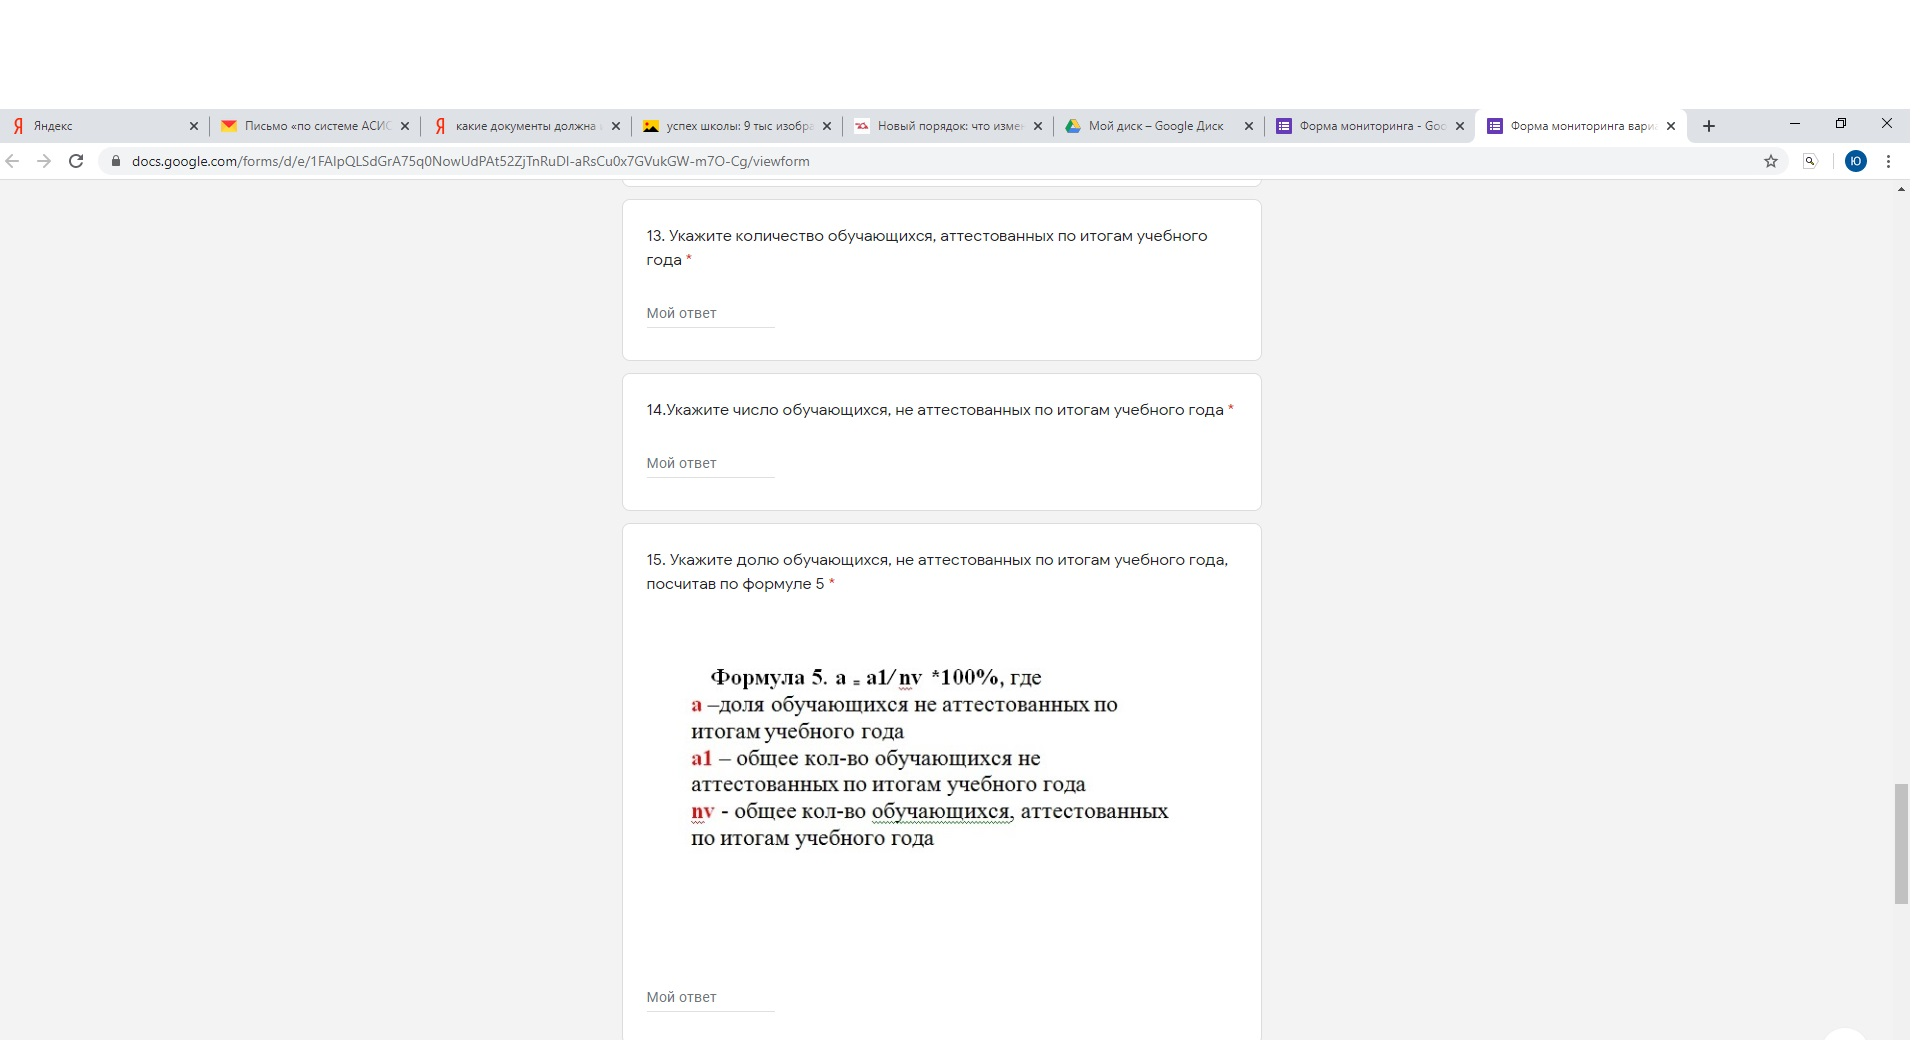 Яндекс
Письмо «по системе АСИС
какие документы должна
успех школы: 9 тыс изобра
Новый порядок: что измен
Мой диск – Google Диск
Форма мониторинга - Goo
Форма мониторинга вариа
docs.google.com/forms/d/e/1FAIpQLSdGrA75q0NowUdPAt52ZjTnRuDI-aRsCu0x7GVukGW-m7O-Cg/viewform
Ю
13. Укажите количество обучающихся, аттестованных по итогам учебного
года *
Мой ответ
14.Укажите число обучающихся, не аттестованных по итогам учебного года *
Мой ответ
15. Укажите долю обучающихся, не аттестованных по итогам учебного года,
посчитав по формуле 5 *
Формула 5. a = a1/nv *100%, где
a –доля обучающихся не аттестованных по
итогам учебного года
a1 – общее кол-во обучающихся не
аттестованных по итогам учебного года
nv - общее кол-во обучающихся, аттестованных
по итогам учебного года
Мой ответ